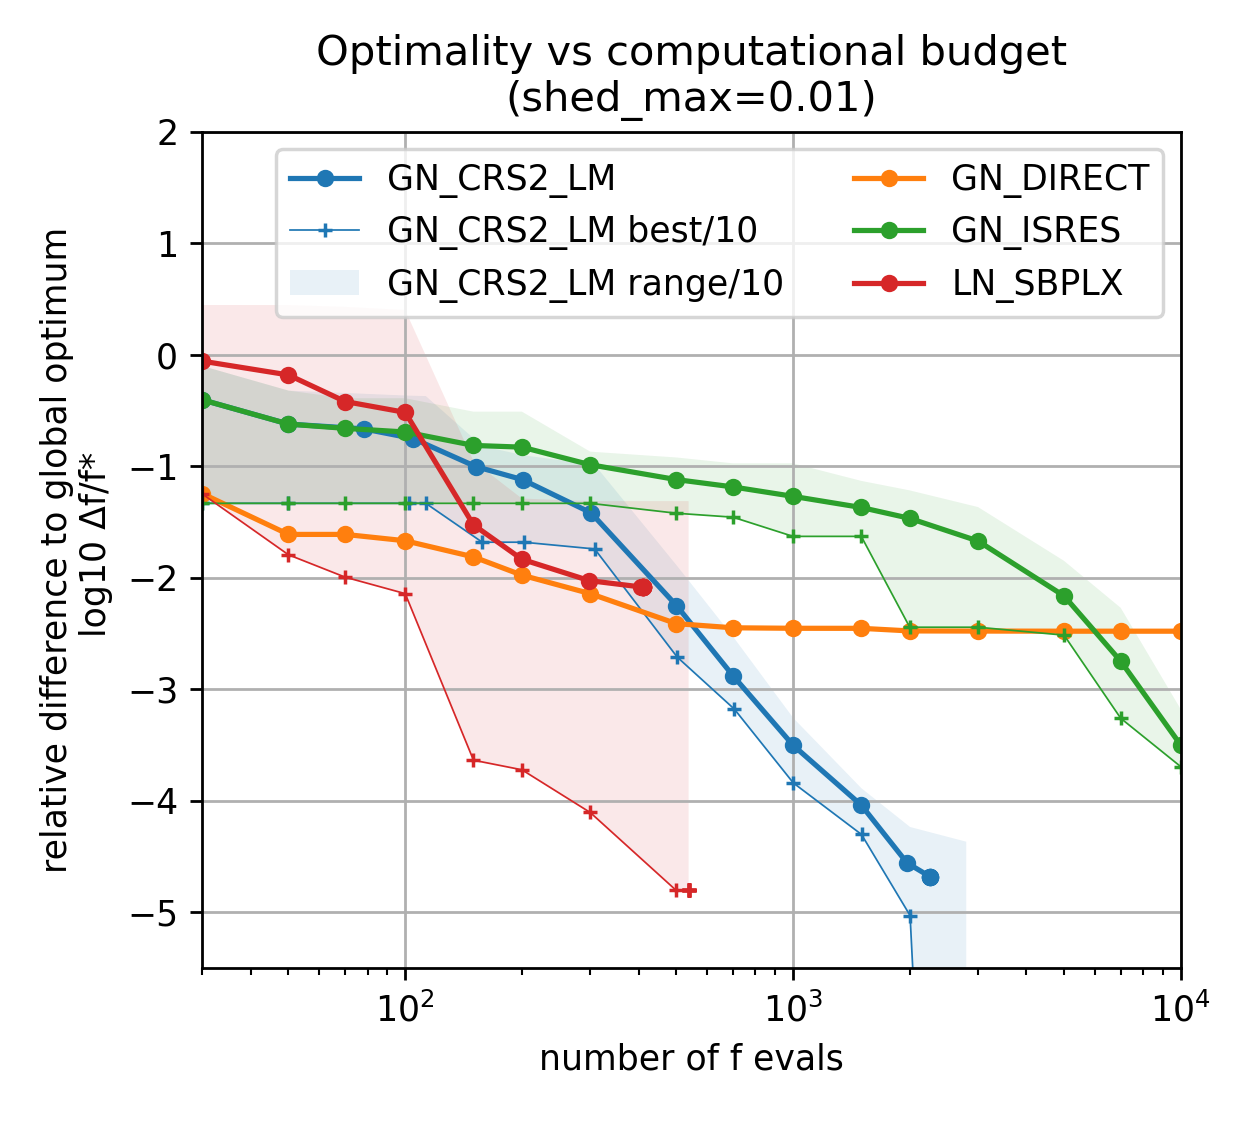 Optimality vs computational budget
(shed_max=0.01)
GN_CRS2_LM
GN_CRS2_LM best/10
GN_CRS2_LM range/10
GN_DIRECT
GN_ISRES
LN_SBPLX
relative difference to global optimum
log10 Δf/f*
2
1
0
−1
−2
−3
−4
−5
10²
10³
10⁴
number of f evals